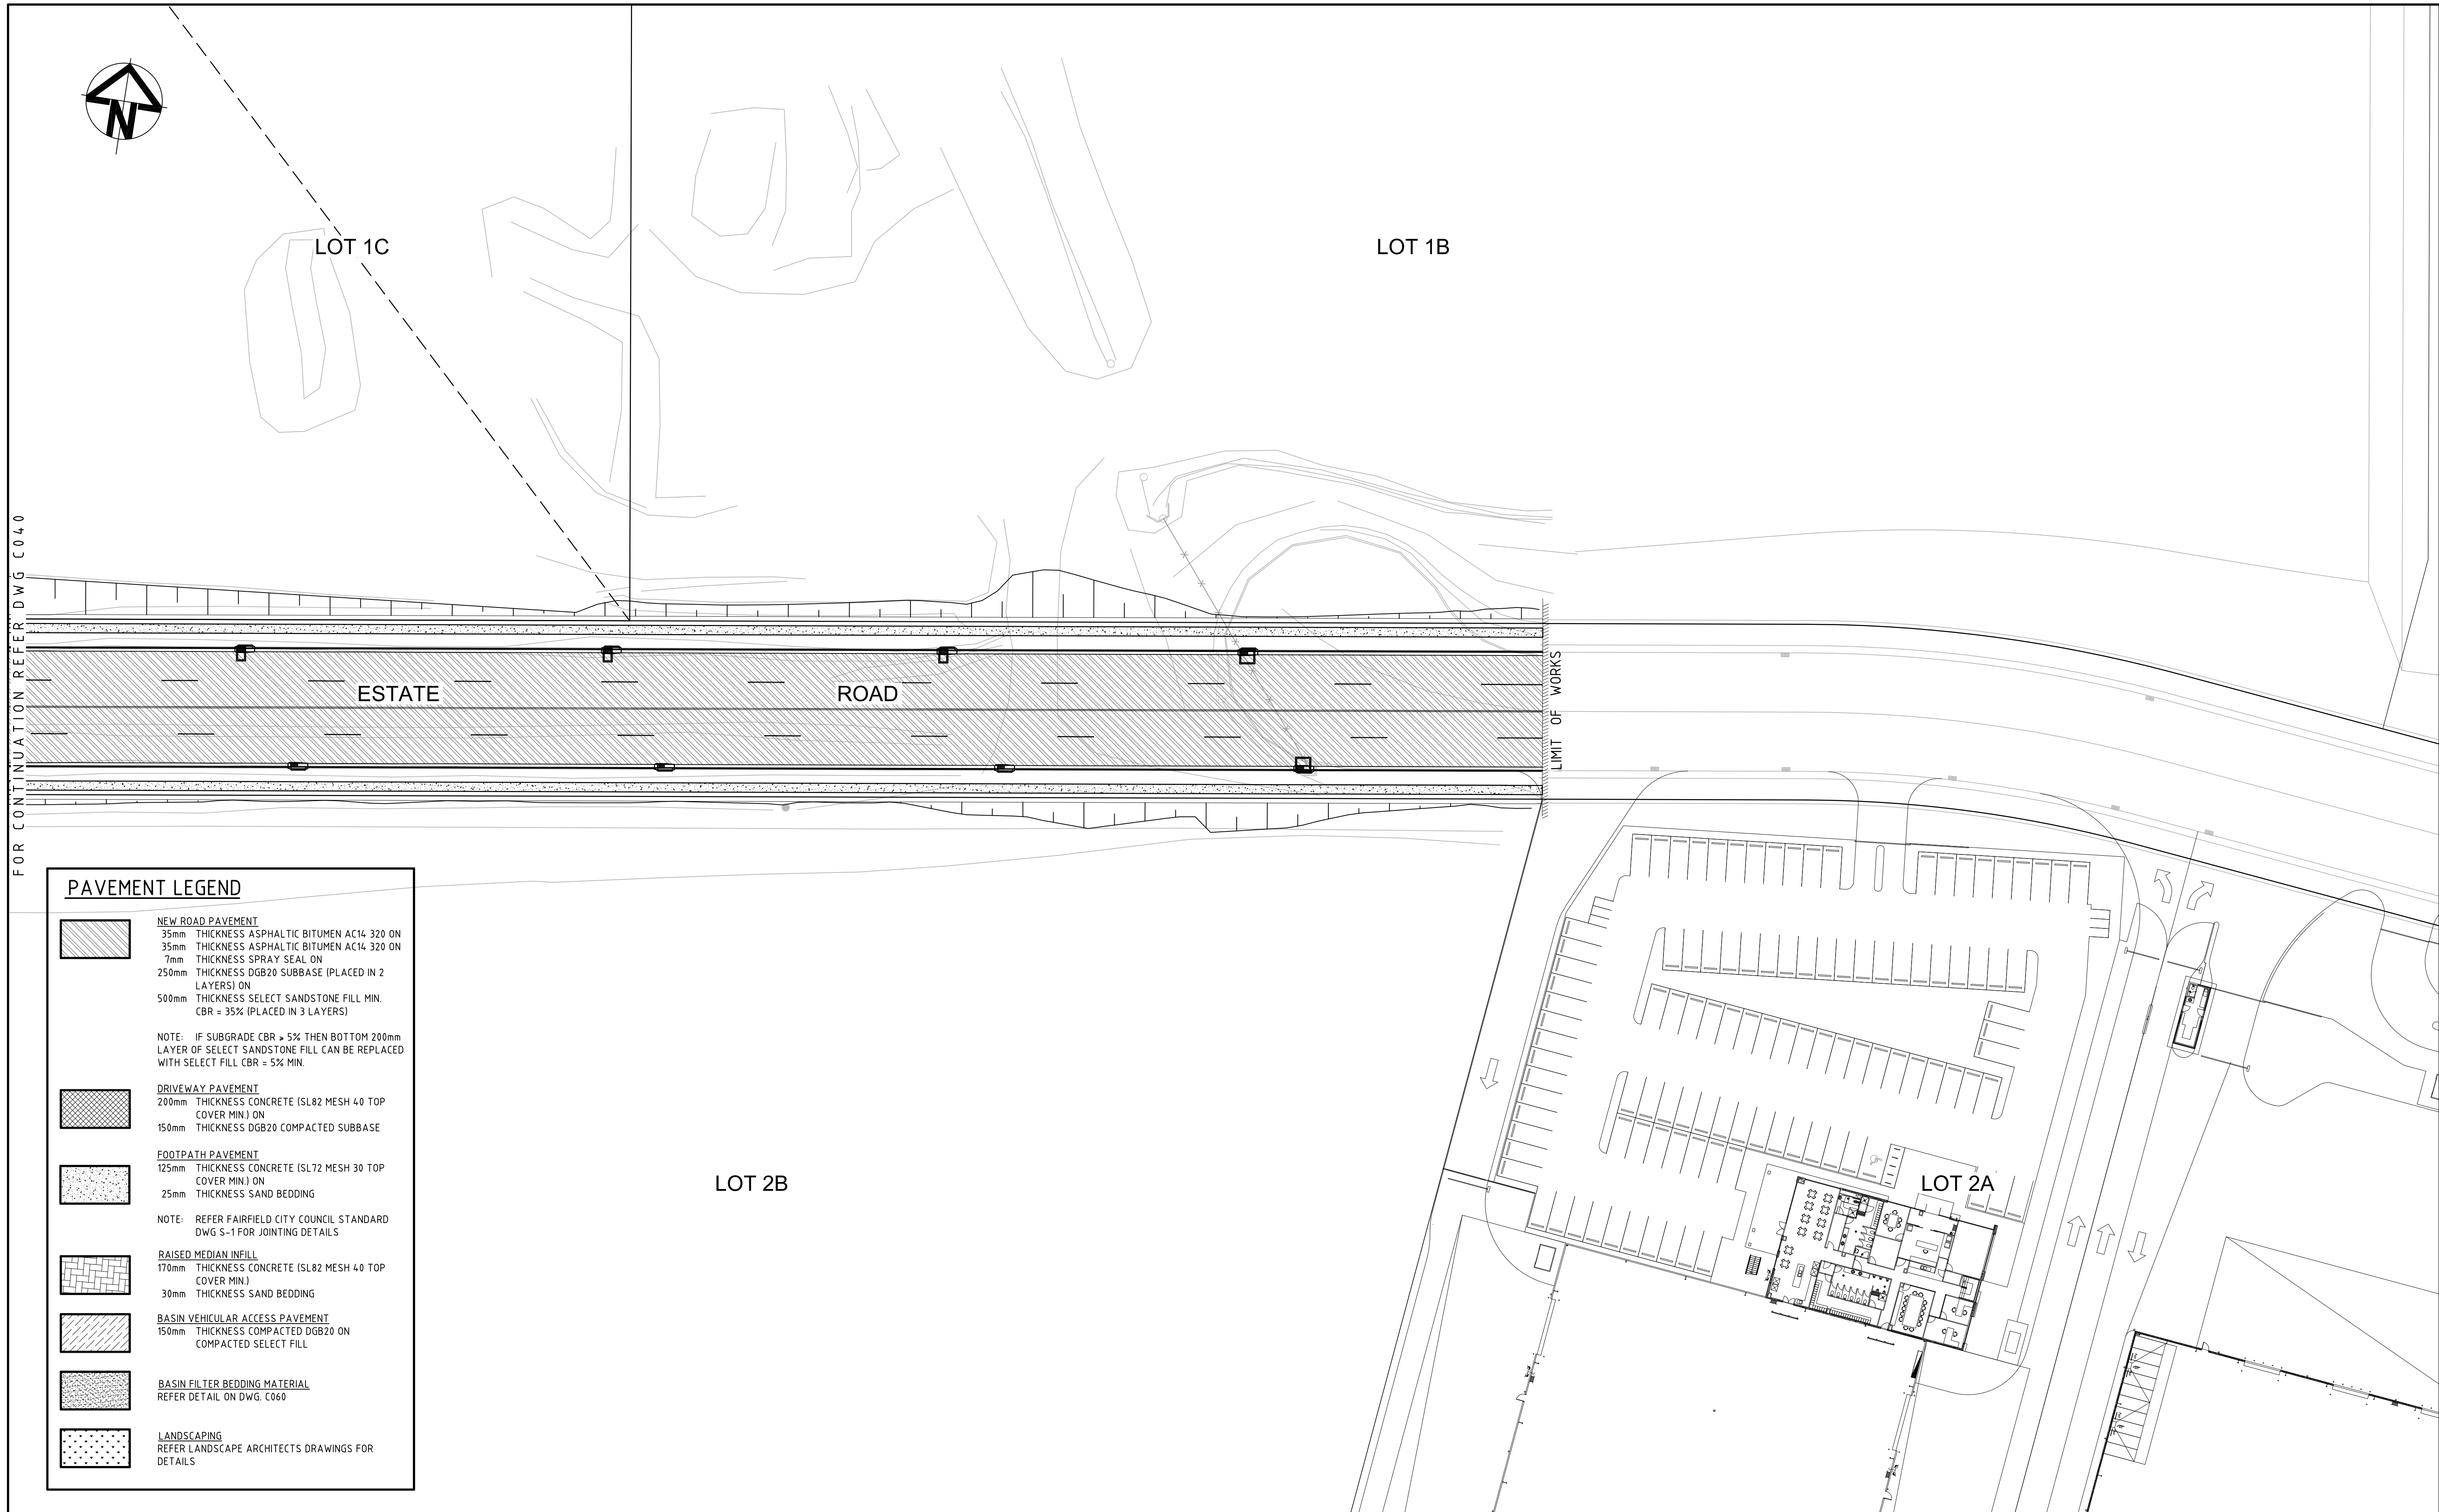 N
LOT 1C
LOT 1B
FOR CONTINUATION REFER DWG C040
ESTATE ROAD
LIMIT OF WORKS
PAVEMENT LEGEND
NEW ROAD PAVEMENT
35mm THICKNESS ASPHALTIC BITUMEN AC14 320 ON
35mm THICKNESS ASPHALTIC BITUMEN AC14 320 ON
7mm THICKNESS SPRAY SEAL ON
250mm THICKNESS DGB20 SUBBASE (PLACED IN 2
LAYERS) ON
500mm THICKNESS SELECT SANDSTONE FILL MIN.
CBR = 35% (PLACED IN 3 LAYERS)
NOTE: IF SUBGRADE CBR ≥ 5% THEN BOTTOM 200mm
LAYER OF SELECT SANDSTONE FILL CAN BE REPLACED
WITH SELECT FILL CBR = 5% MIN.
DRIVEWAY PAVEMENT
200mm THICKNESS CONCRETE (SL82 MESH 40 TOP
COVER MIN.) ON
150mm THICKNESS DGB20 COMPACTED SUBBASE
FOOTPATH PAVEMENT
125mm THICKNESS CONCRETE (SL72 MESH 30 TOP
COVER MIN.) ON
25mm THICKNESS SAND BEDDING
NOTE: REFER FAIRFIELD CITY COUNCIL STANDARD
DWG S-1 FOR JOINTING DETAILS
RAISED MEDIAN INFILL
170mm THICKNESS CONCRETE (SL82 MESH 40 TOP
COVER MIN.)
30mm THICKNESS SAND BEDDING
BASIN VEHICULAR ACCESS PAVEMENT
150mm THICKNESS COMPACTED DGB20 ON
COMPACTED SELECT FILL
BASIN FILTER BEDDING MATERIAL
REFER DETAIL ON DWG. C060
LANDSCAPING
REFER LANDSCAPE ARCHITECTS DRAWINGS FOR
DETAILS
LOT 2B
LOT 2A